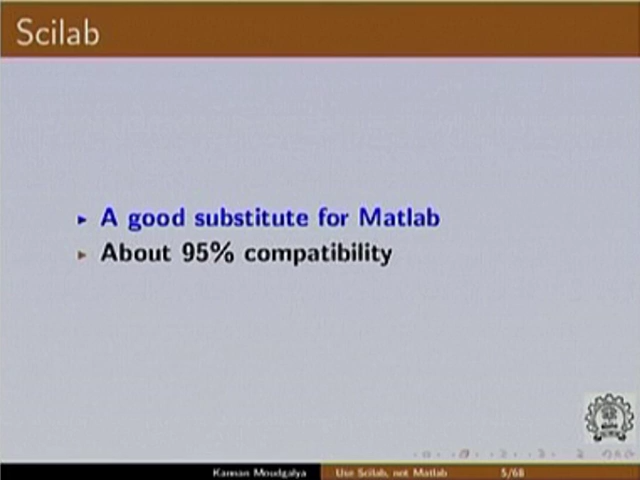 Scilab
A good substitute for Matlab
About 95% compatibility
Kannan Moudgalya Use Scilab, not Matlab 5/68